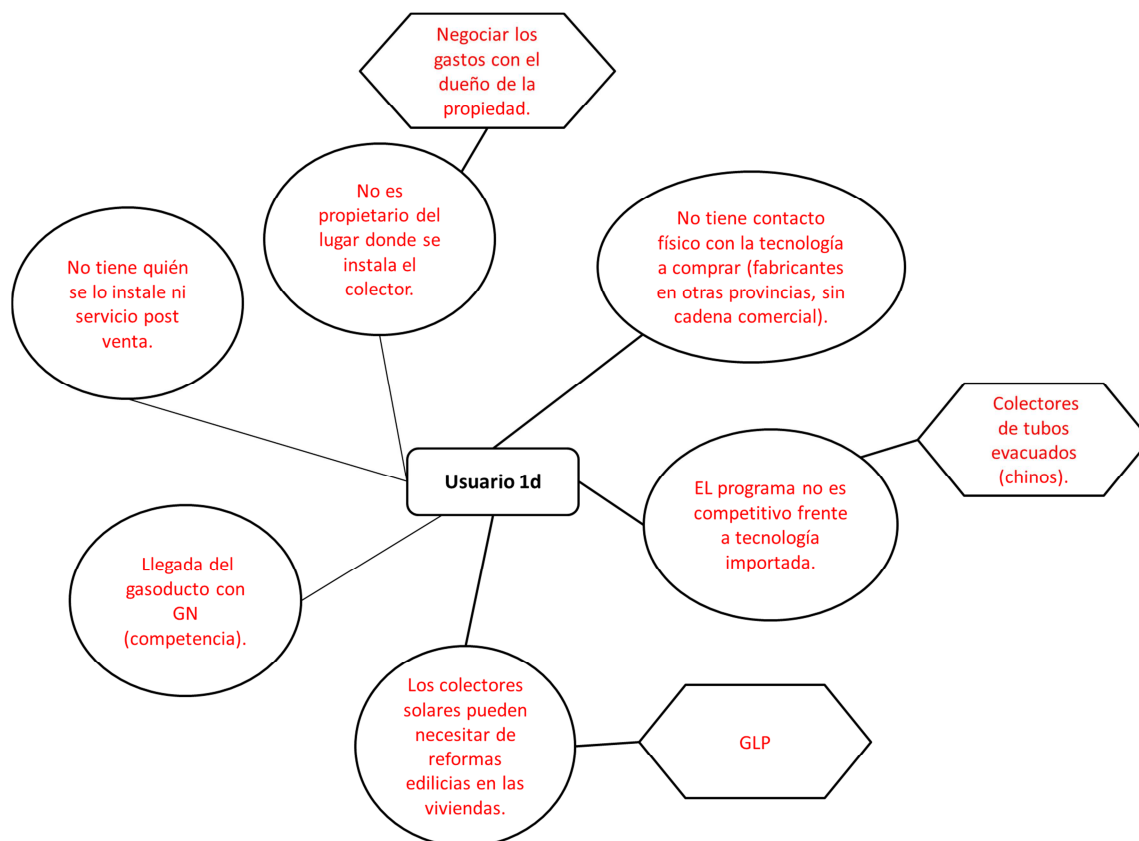 Negociar los
gastos con el
dueño de la
propiedad.
No es
propietario del
lugar donde se
instala el
colector.
No tiene contacto
físico con la tecnología
a comprar (fabricantes
en otras provincias, sin
cadena comercial).
No tiene quién
se lo instale ni
servicio post
venta.
Colectores
de tubos
evacuados
(chinos).
Usuario 1d
EL programa no es
competitivo frente
a tecnología
importada.
Llegada del
gasoducto con
GN
(competencia).
Los colectores
solares pueden
necesitar de
reformas
edilicias en las
viviendas.
GLP